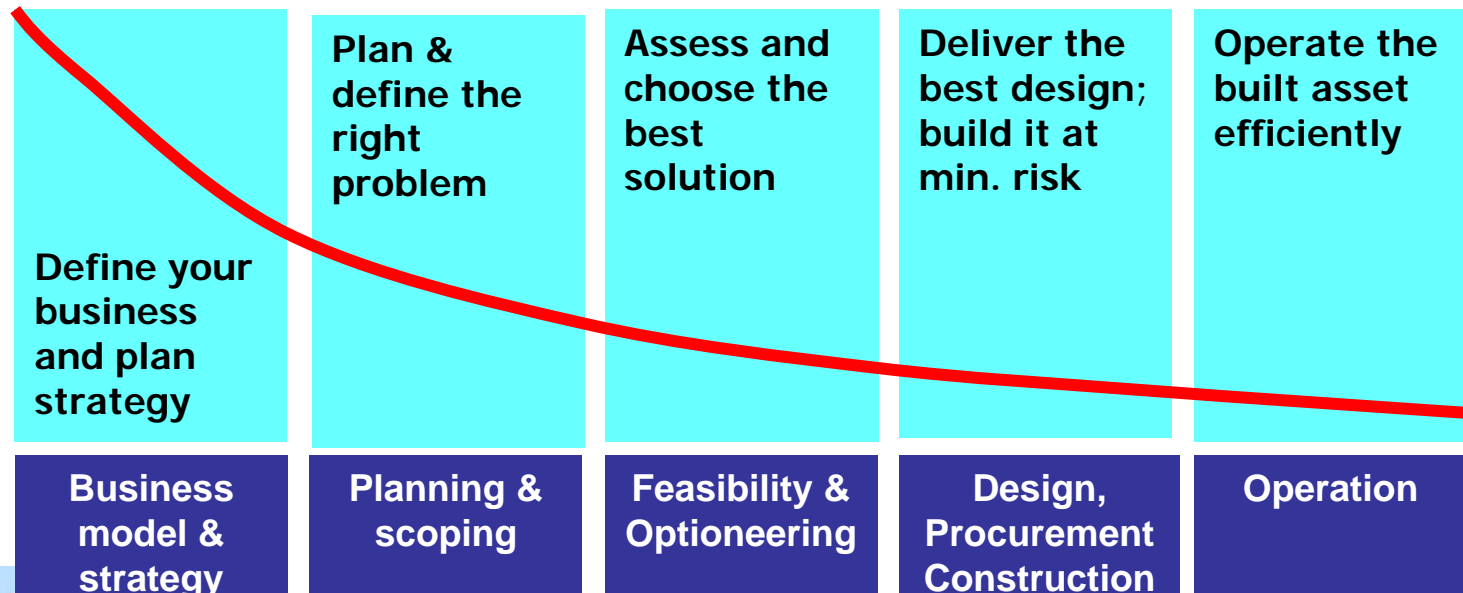 Define your
business
and plan
strategy
Plan &
define the
right
problem
Assess and
choose the
best
solution
Deliver the
best design;
build it at
min. risk
Operate the
built asset
efficiently
Business
model &
strategy
Planning &
scoping
Feasibility &
Optioneering
Design,
Procurement
Construction
Operation